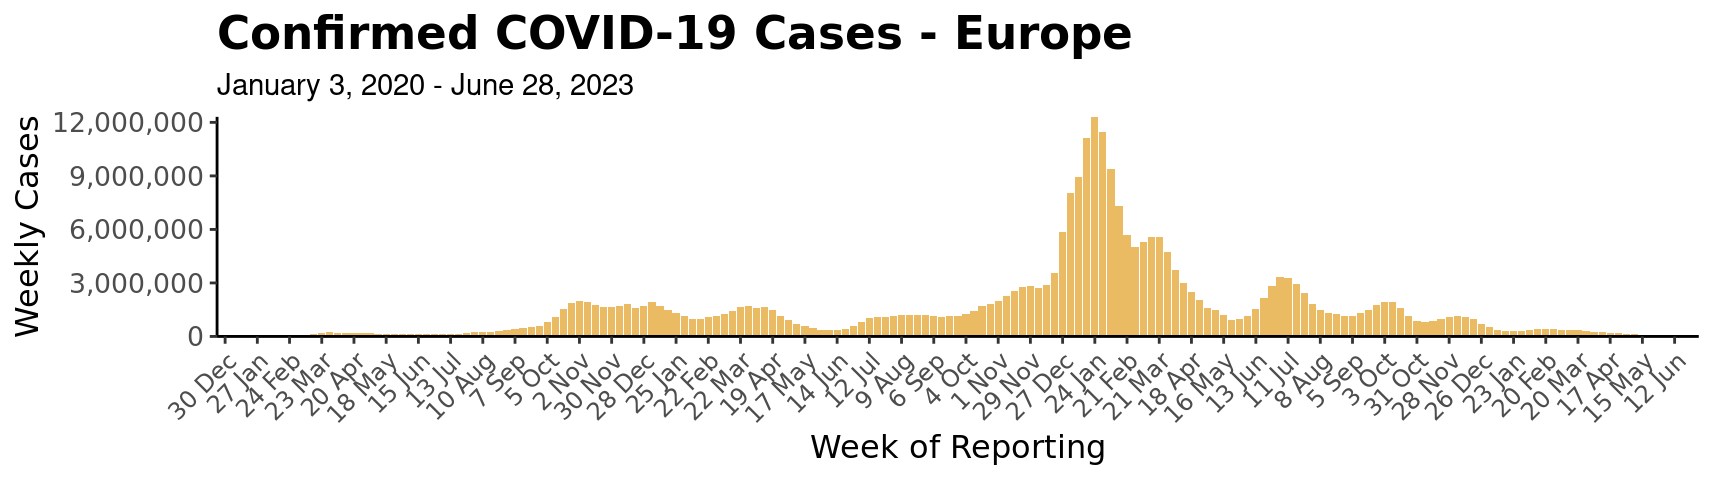 Confirmed COVID-19 Cases - Europe
January 3, 2020 - June 28, 2023
Weekly Cases
12,000,000
9,000,000
6,000,000
3,000,000
0
30 Dec
27 Jan
24 Feb
23 Mar
20 Apr
18 May
15 Jun
13 Jul
10 Aug
7 Sep
5 Oct
2 Nov
30 Nov
28 Dec
25 Jan
22 Feb
22 Mar
19 Apr
17 May
14 Jun
12 Jul
9 Aug
6 Sep
4 Oct
1 Nov
29 Nov
27 Dec
24 Jan
21 Feb
21 Mar
18 Apr
16 May
13 Jun
11 Jul
8 Aug
5 Sep
3 Oct
31 Oct
28 Nov
26 Dec
23 Jan
20 Feb
20 Mar
17 Apr
15 May
12 Jun
Week of Reporting